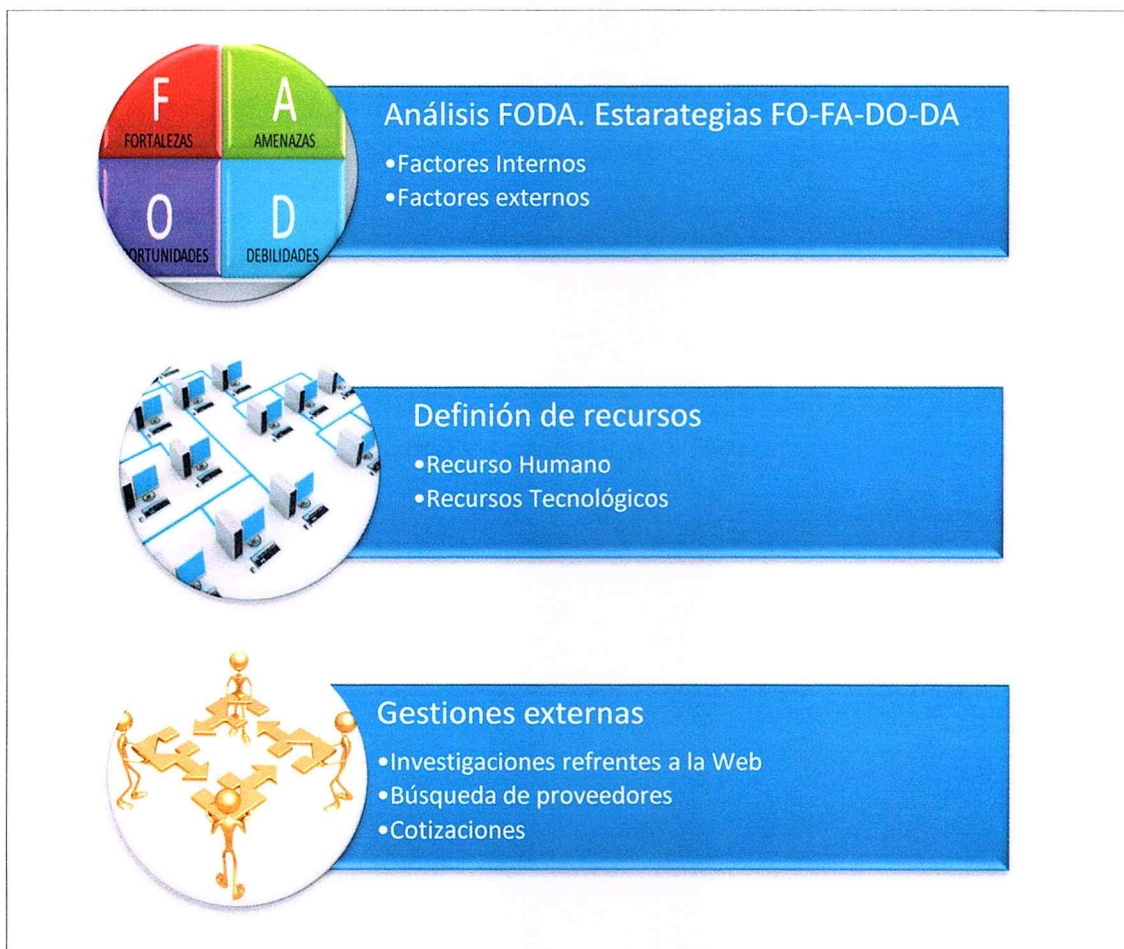 F
FORTALEZAS
A
AMENAZAS
O
PORTUNIDADES
D
DEBILIDADES
Análisis FODA. Estarategias FO-FA-DO-DA
•Factores Internos
•Factores externos
Definión de recursos
•Recurso Humano
•Recursos Tecnológicos
Gestiones externas
•Investigaciones refrentes a la Web
•Búsqueda de proveedores
•Cotizaciones